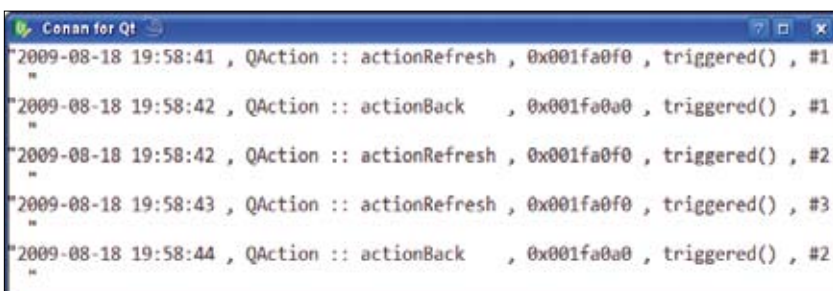 Conan for Qt
"2009-08-18 19:58:41 , QAction :: actionRefresh , 0x001fa0f0 , triggered() , #1
"
"2009-08-18 19:58:42 , QAction :: actionBack , 0x001fa0a0 , triggered() , #1
"
"2009-08-18 19:58:42 , QAction :: actionRefresh , 0x001fa0f0 , triggered() , #2
"
"2009-08-18 19:58:43 , QAction :: actionRefresh , 0x001fa0f0 , triggered() , #3
"
"2009-08-18 19:58:44 , QAction :: actionBack , 0x001fa0a0 , triggered() , #2
"